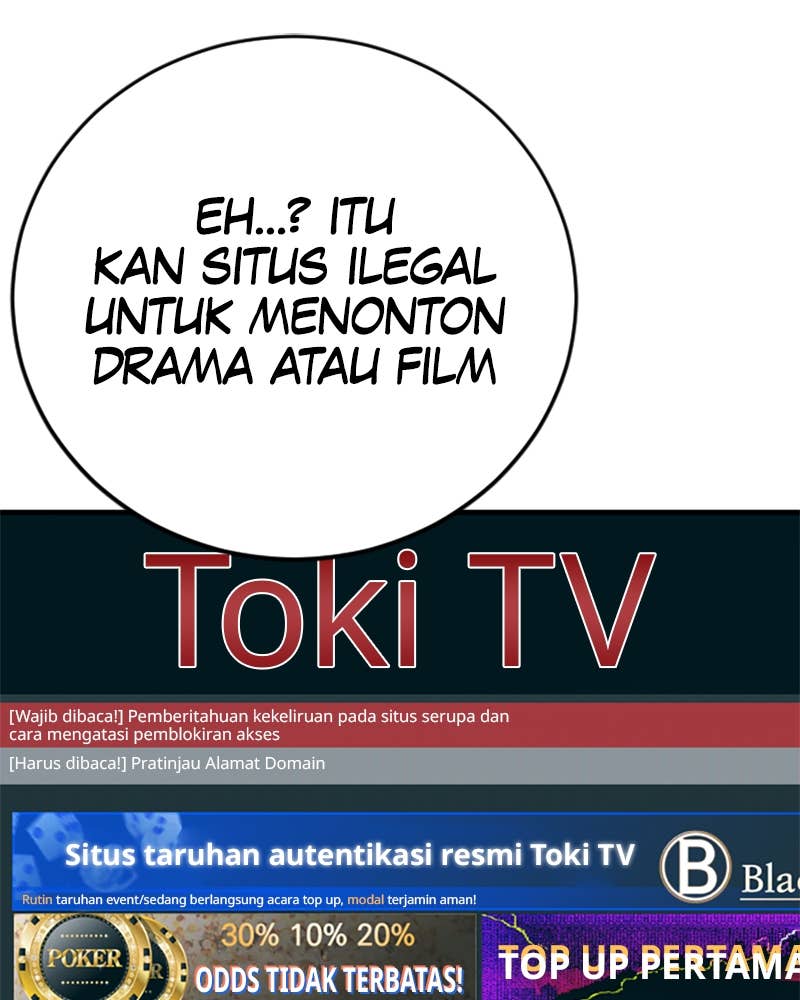 EH...? ITU
KAN SITUS ILEGAL
UNTUK MENONTON
DRAMA ATAU FILM
Toki TV
[Wajib dibaca!] Pemberitahuan kekeliruan pada situs serupa dan
cara mengatasi pemblokiran akses
[Harus dibaca!] Pratinjau Alamat Domain
Situs taruhan autentikasi resmi Toki TV
B
Rutin taruhan event/sedang berlangsung acara top up, modal terjamin aman!
POKER
30% 10% 20%
ODDS TIDAK TERBATAS!
TOP UP PERTAMA